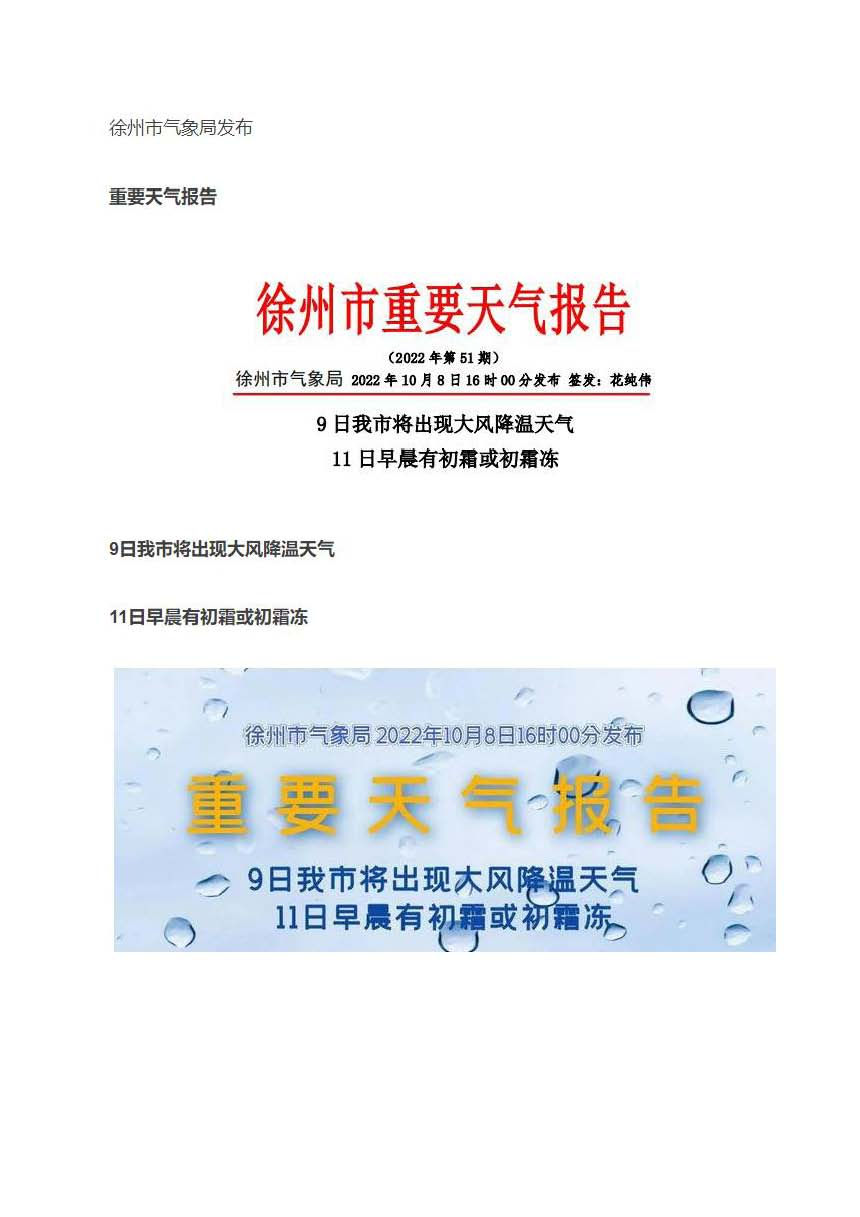 徐州市气象局发布
重要天气报告
徐州市重要天气报告
（2022年第51期）
徐州市气象局 2022年10月8日16时00分发布 签发：花纯伟
9日我市将出现大风降温天气
11日早晨有初霜或初霜冻
9日我市将出现大风降温天气
11日早晨有初霜或初霜冻
徐州市气象局 2022年10月8日16时00分发布
重要天气报告
9日我市将出现大风降温天气
11日早晨有初霜或初霜冻